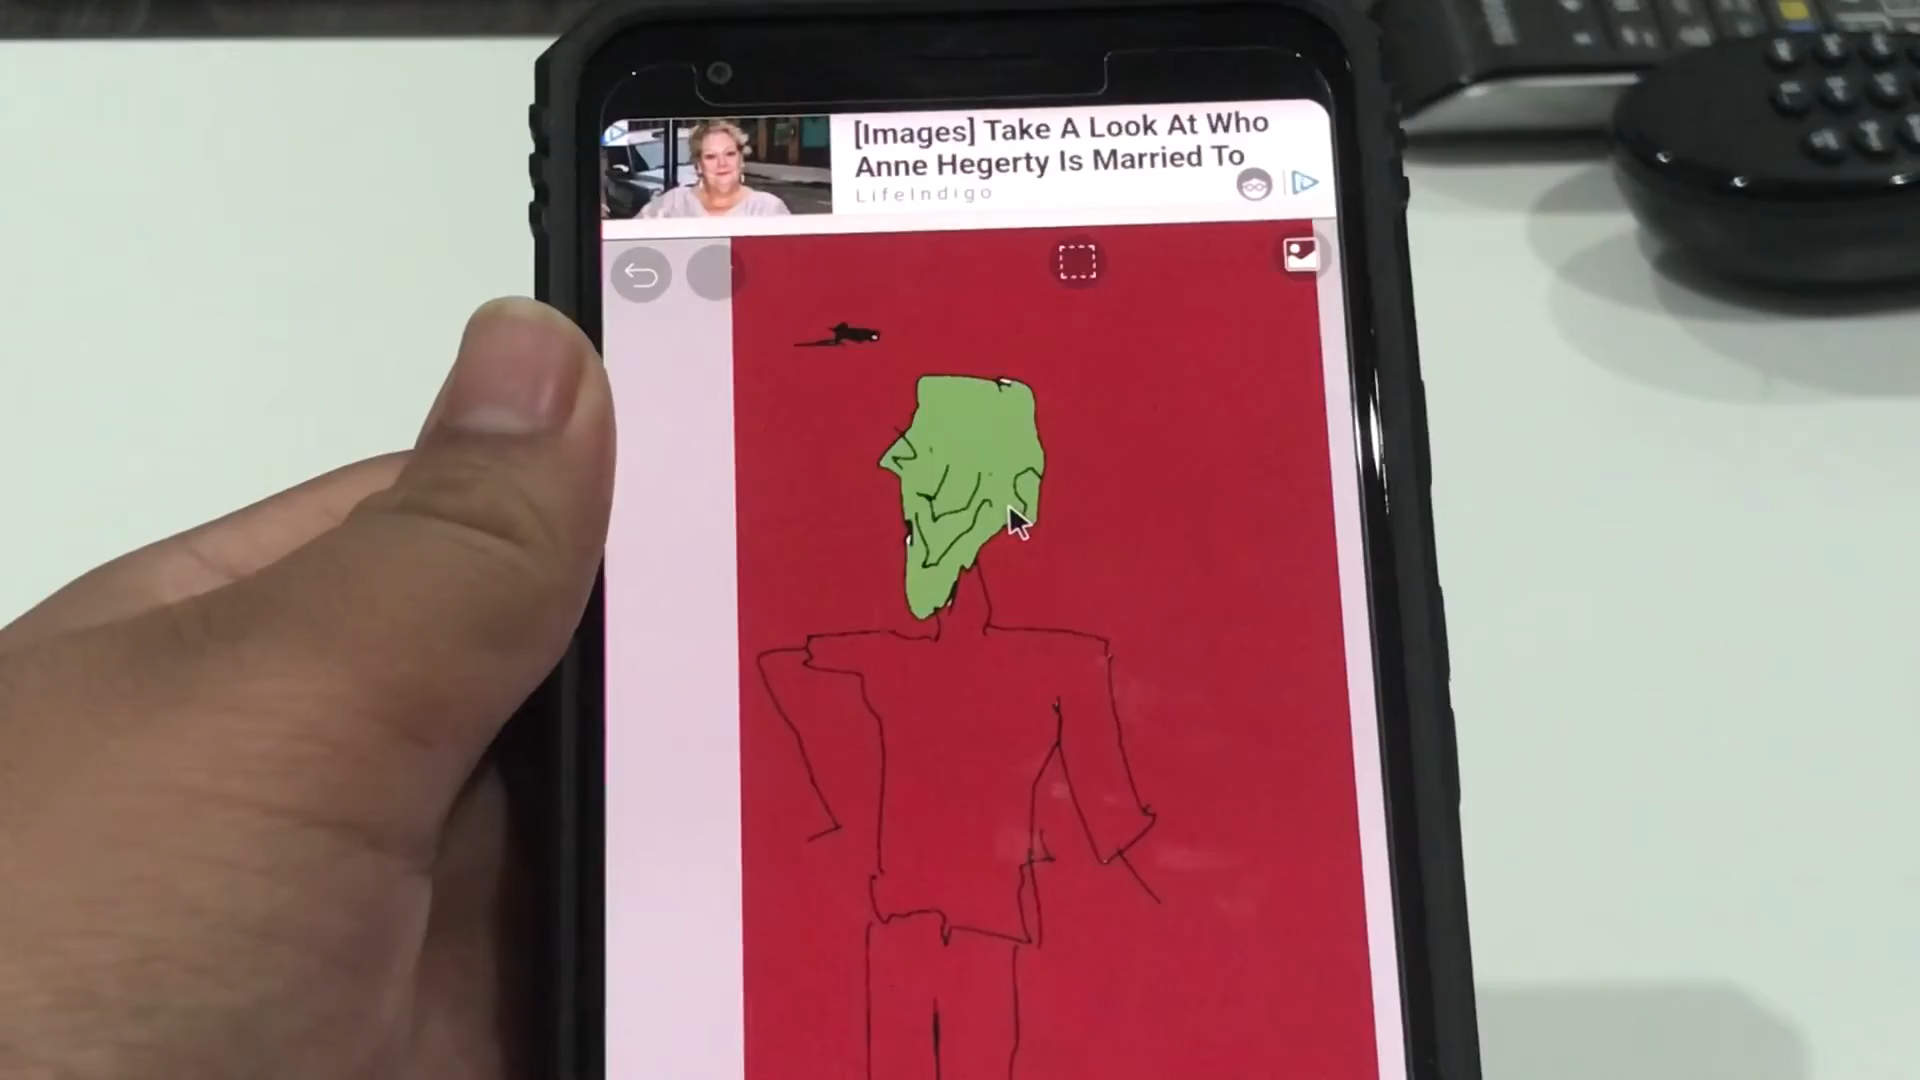 [Images] Take A Look At Who
Anne Hegerty Is Married To
LifeIndigo